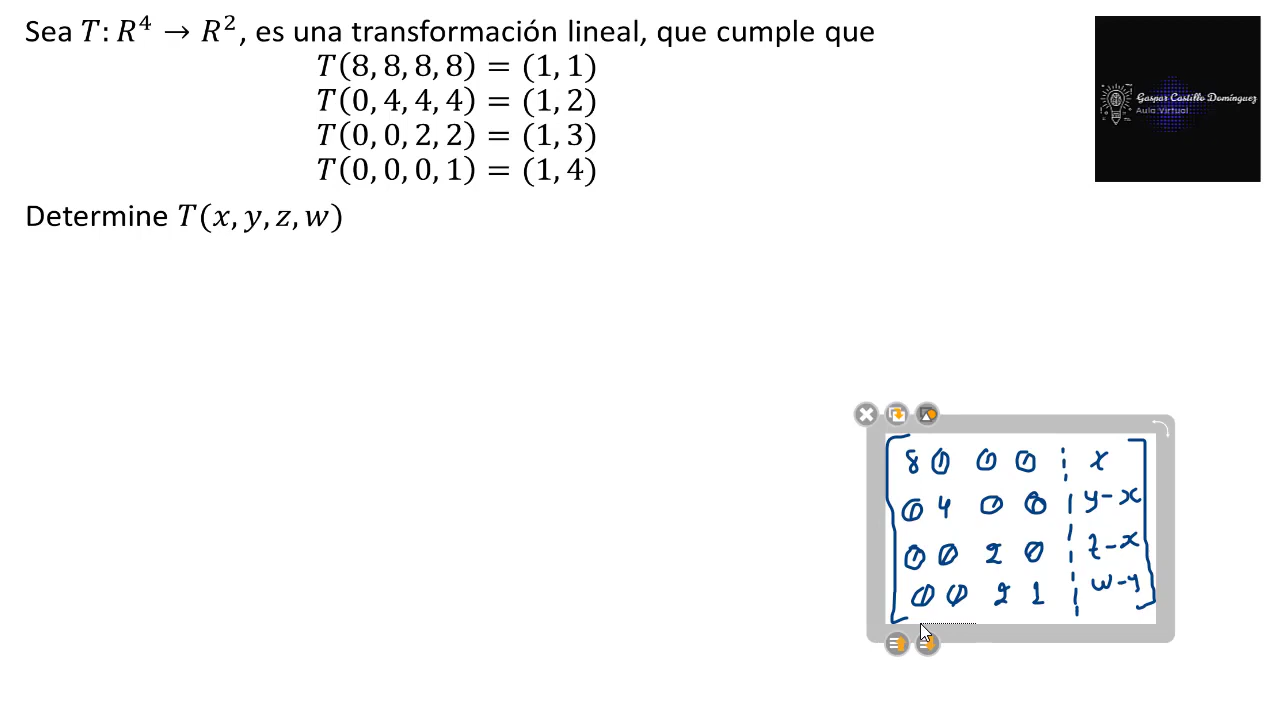 Sea T: R⁴ → R², es una transformación lineal, que cumple que
T(8, 8, 8, 8) = (1, 1)
T(0, 4, 4, 4) = (1, 2)
T(0, 0, 2, 2) = (1, 3)
T(0, 0, 0, 1) = (1, 4)
Determine T(x, y, z, w)
Gaspar Castillo Domínguez
Aula Virtual
8 0 0 0 | x
0 4 0 0 | y-x
0 0 2 0 | z-x
0 0 2 1 | w-y